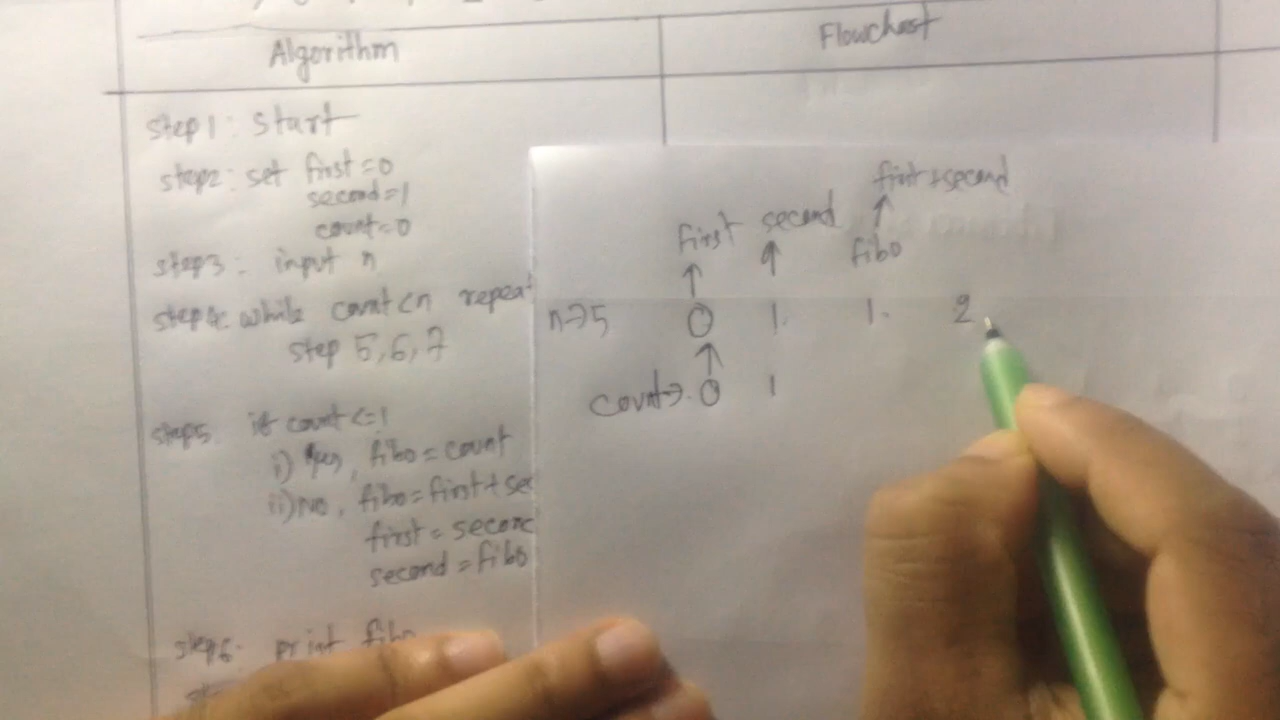 Algorithm
Flowchart
step1: start
step2: set first=0
second=1
count=0
step3: input n
step4: while count<n repeat
step 5,6,7
step5 if count<=1
i) yes, fibo=count
ii) No, fibo=first+sec
first=second
second=fibo
step6: print fibo
first+second
first second
fibo
n→5 0 1. 1. 2
count→. 0 1